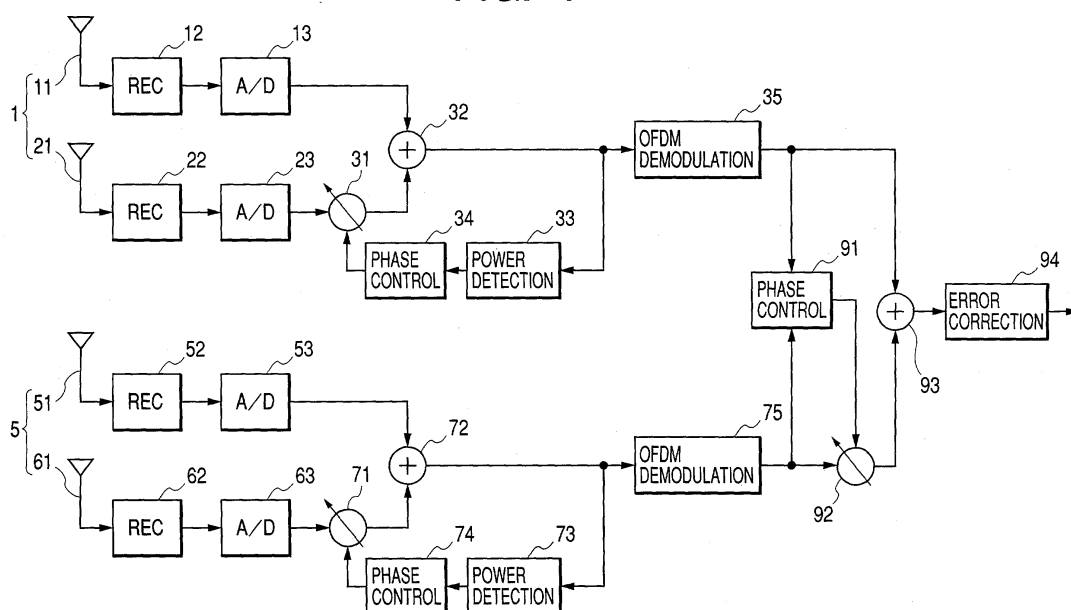 12
13
11
REC
A/D
1
32
35
21
OFDM
DEMODULATION
22
23
31
REC
A/D
34
33
PHASE
CONTROL
POWER
DETECTION
91
94
PHASE
CONTROL
ERROR
CORRECTION
93
52
53
51
REC
A/D
5
72
75
61
OFDM
DEMODULATION
62
63
71
92
REC
A/D
74
73
PHASE
CONTROL
POWER
DETECTION